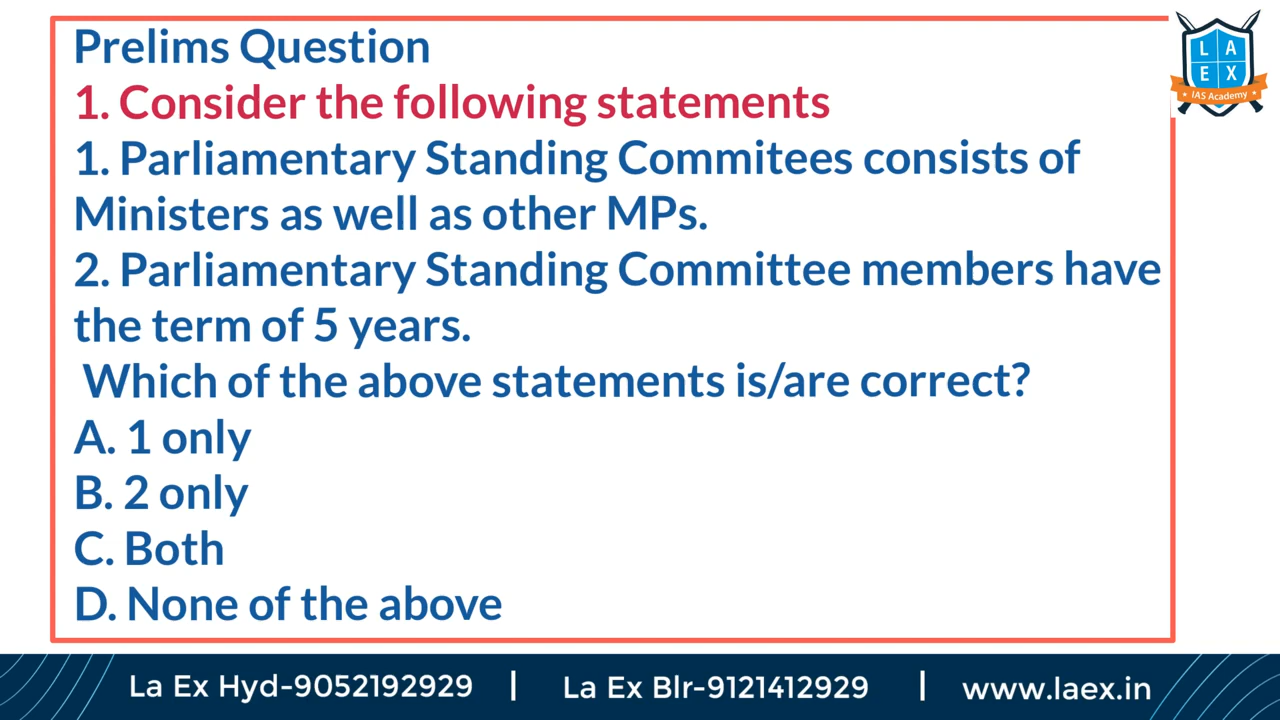 Prelims Question
1. Consider the following statements
1. Parliamentary Standing Commitees consists of
Ministers as well as other MPs.
2. Parliamentary Standing Committee members have
the term of 5 years.
Which of the above statements is/are correct?
A. 1 only
B. 2 only
C. Both
D. None of the above
L A
E X
IAS Academy
La Ex Hyd-9052192929 | La Ex Blr-9121412929 | www.laex.in